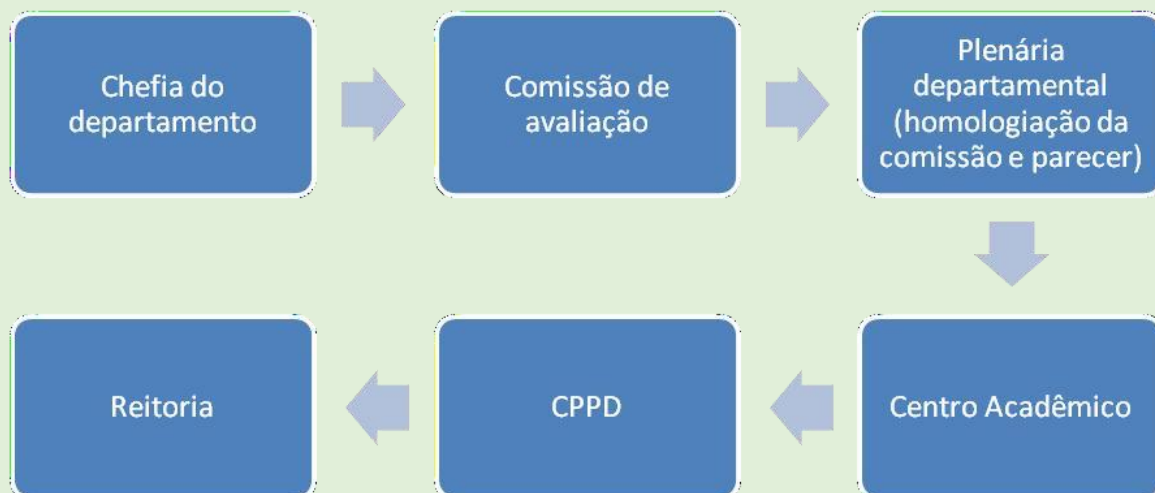 Chefia do
departamento
Comissão de
avaliação
Plenária
departamental
(homologiação da
comissão e parecer)
Centro Acadêmico
CPPD
Reitoria